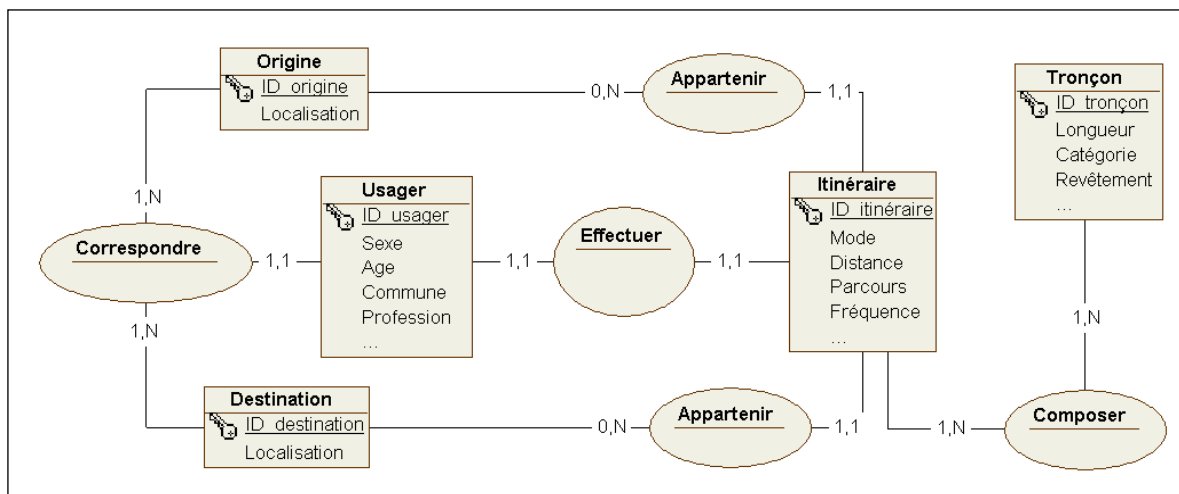 Origine
ID_origine
Localisation
0,N
Appartenir
1,1
Tronçon
ID_tronçon
Longueur
Catégorie
Revêtement
...
1,N
Usager
ID_usager
Sexe
Age
Commune
Profession
...
Correspondre
1,1
1,1
Effectuer
1,1
Itinéraire
ID_itinéraire
Mode
Distance
Parcours
Fréquence
...
1,N
1,N
Destination
ID_destination
Localisation
0,N
Appartenir
1,1
1,N
Composer